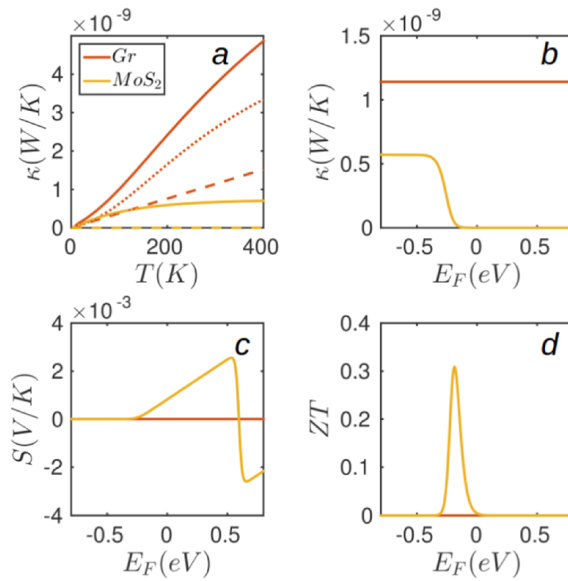 ×10⁻⁹
a
Gr
MoS₂
κ(W/K)
5
4
3
2
1
0
0 200 400
T(K)
×10⁻⁹
b
κ(W/K)
1.5
1
0.5
0
-0.5 0 0.5
E_F(eV)
×10⁻³
c
S(V/K)
4
2
0
-2
-4
-0.5 0 0.5
E_F(eV)
d
ZT
0.4
0.3
0.2
0.1
0
-0.5 0 0.5
E_F(eV)